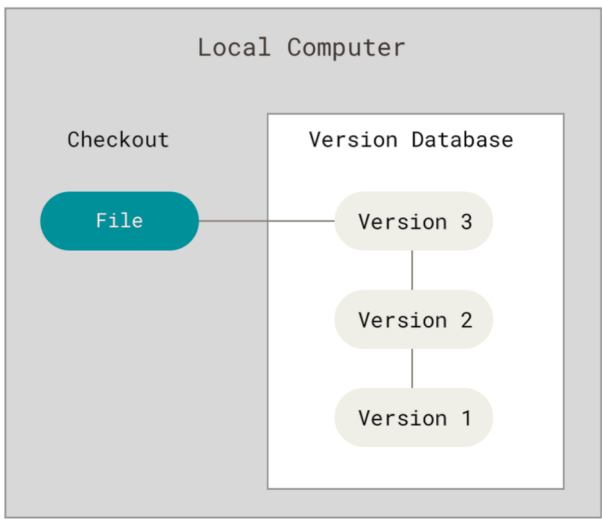 Local Computer
Checkout
Version Database
File
Version 3
Version 2
Version 1